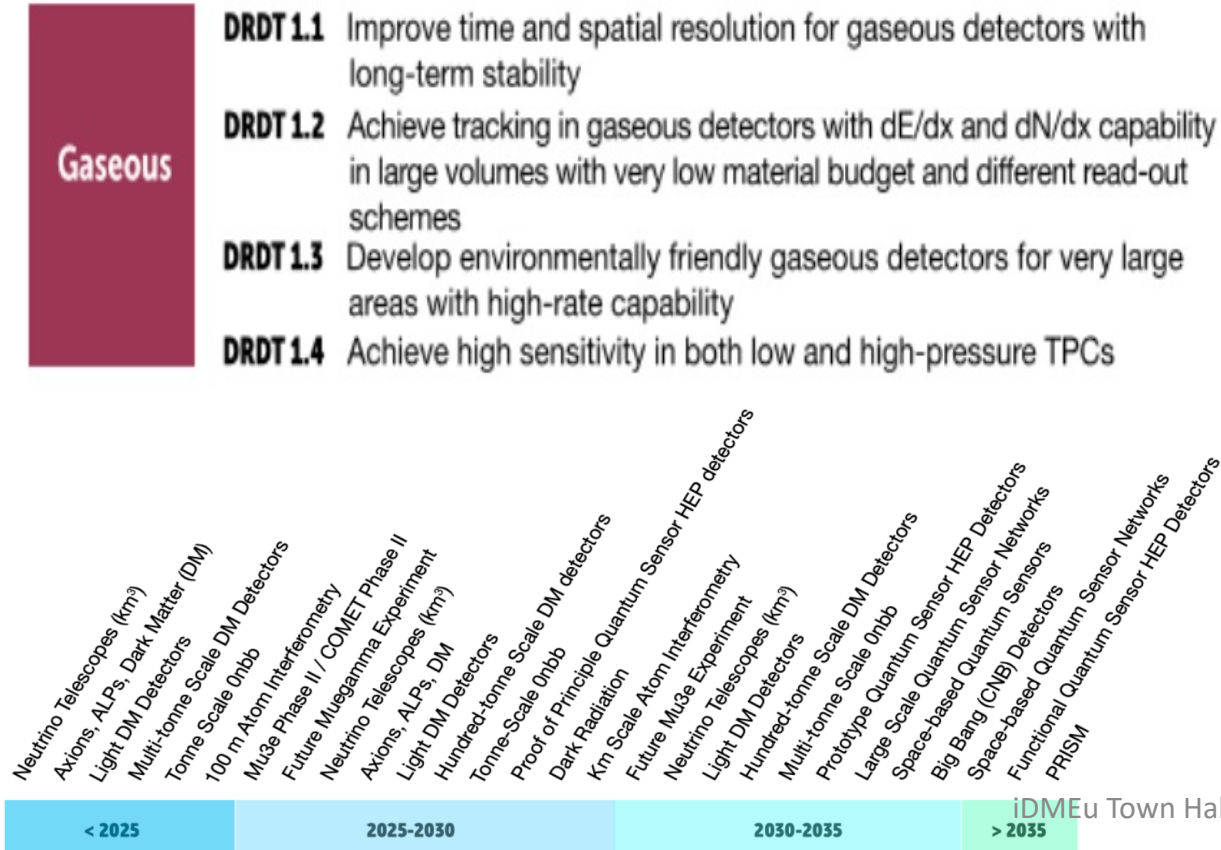 Gaseous
DRDT 1.1 Improve time and spatial resolution for gaseous detectors with
long-term stability
DRDT 1.2 Achieve tracking in gaseous detectors with dE/dx and dN/dx capability
in large volumes with very low material budget and different read-out
schemes
DRDT 1.3 Develop environmentally friendly gaseous detectors for very large
areas with high-rate capability
DRDT 1.4 Achieve high sensitivity in both low and high-pressure TPCs
Neutrino Telescopes (km³)
Axions, ALPs, Dark Matter (DM)
Light DM Detectors
Multi-tonne Scale DM Detectors
Tonne Scale 0nbb
100 m Atom Interferometry
Mu3e Phase II / COMET Phase II
Future Muegamma Experiment
Neutrino Telescopes (km³)
Axions, ALPs, DM
Light DM Detectors
Hundred-tonne Scale DM detectors
Tonne-Scale 0nbb
Proof of Principle Quantum Sensor HEP detectors
Dark Radiation
Km Scale Atom Interferometry
Future Mu3e Experiment
Neutrino Telescopes (km³)
Light DM Detectors
Hundred-tonne Scale DM Detectors
Multi-tonne Scale 0nbb
Prototype Quantum Sensor HEP Detectors
Large Scale Quantum Sensor Networks
Space-based Quantum Sensors
Big Bang (CNB) Detectors
Space-based Quantum Sensor Networks
Functional Quantum Sensor HEP Detectors
PRISM
iDMEu Town Hal
< 2025 2025-2030 2030-2035 > 2035